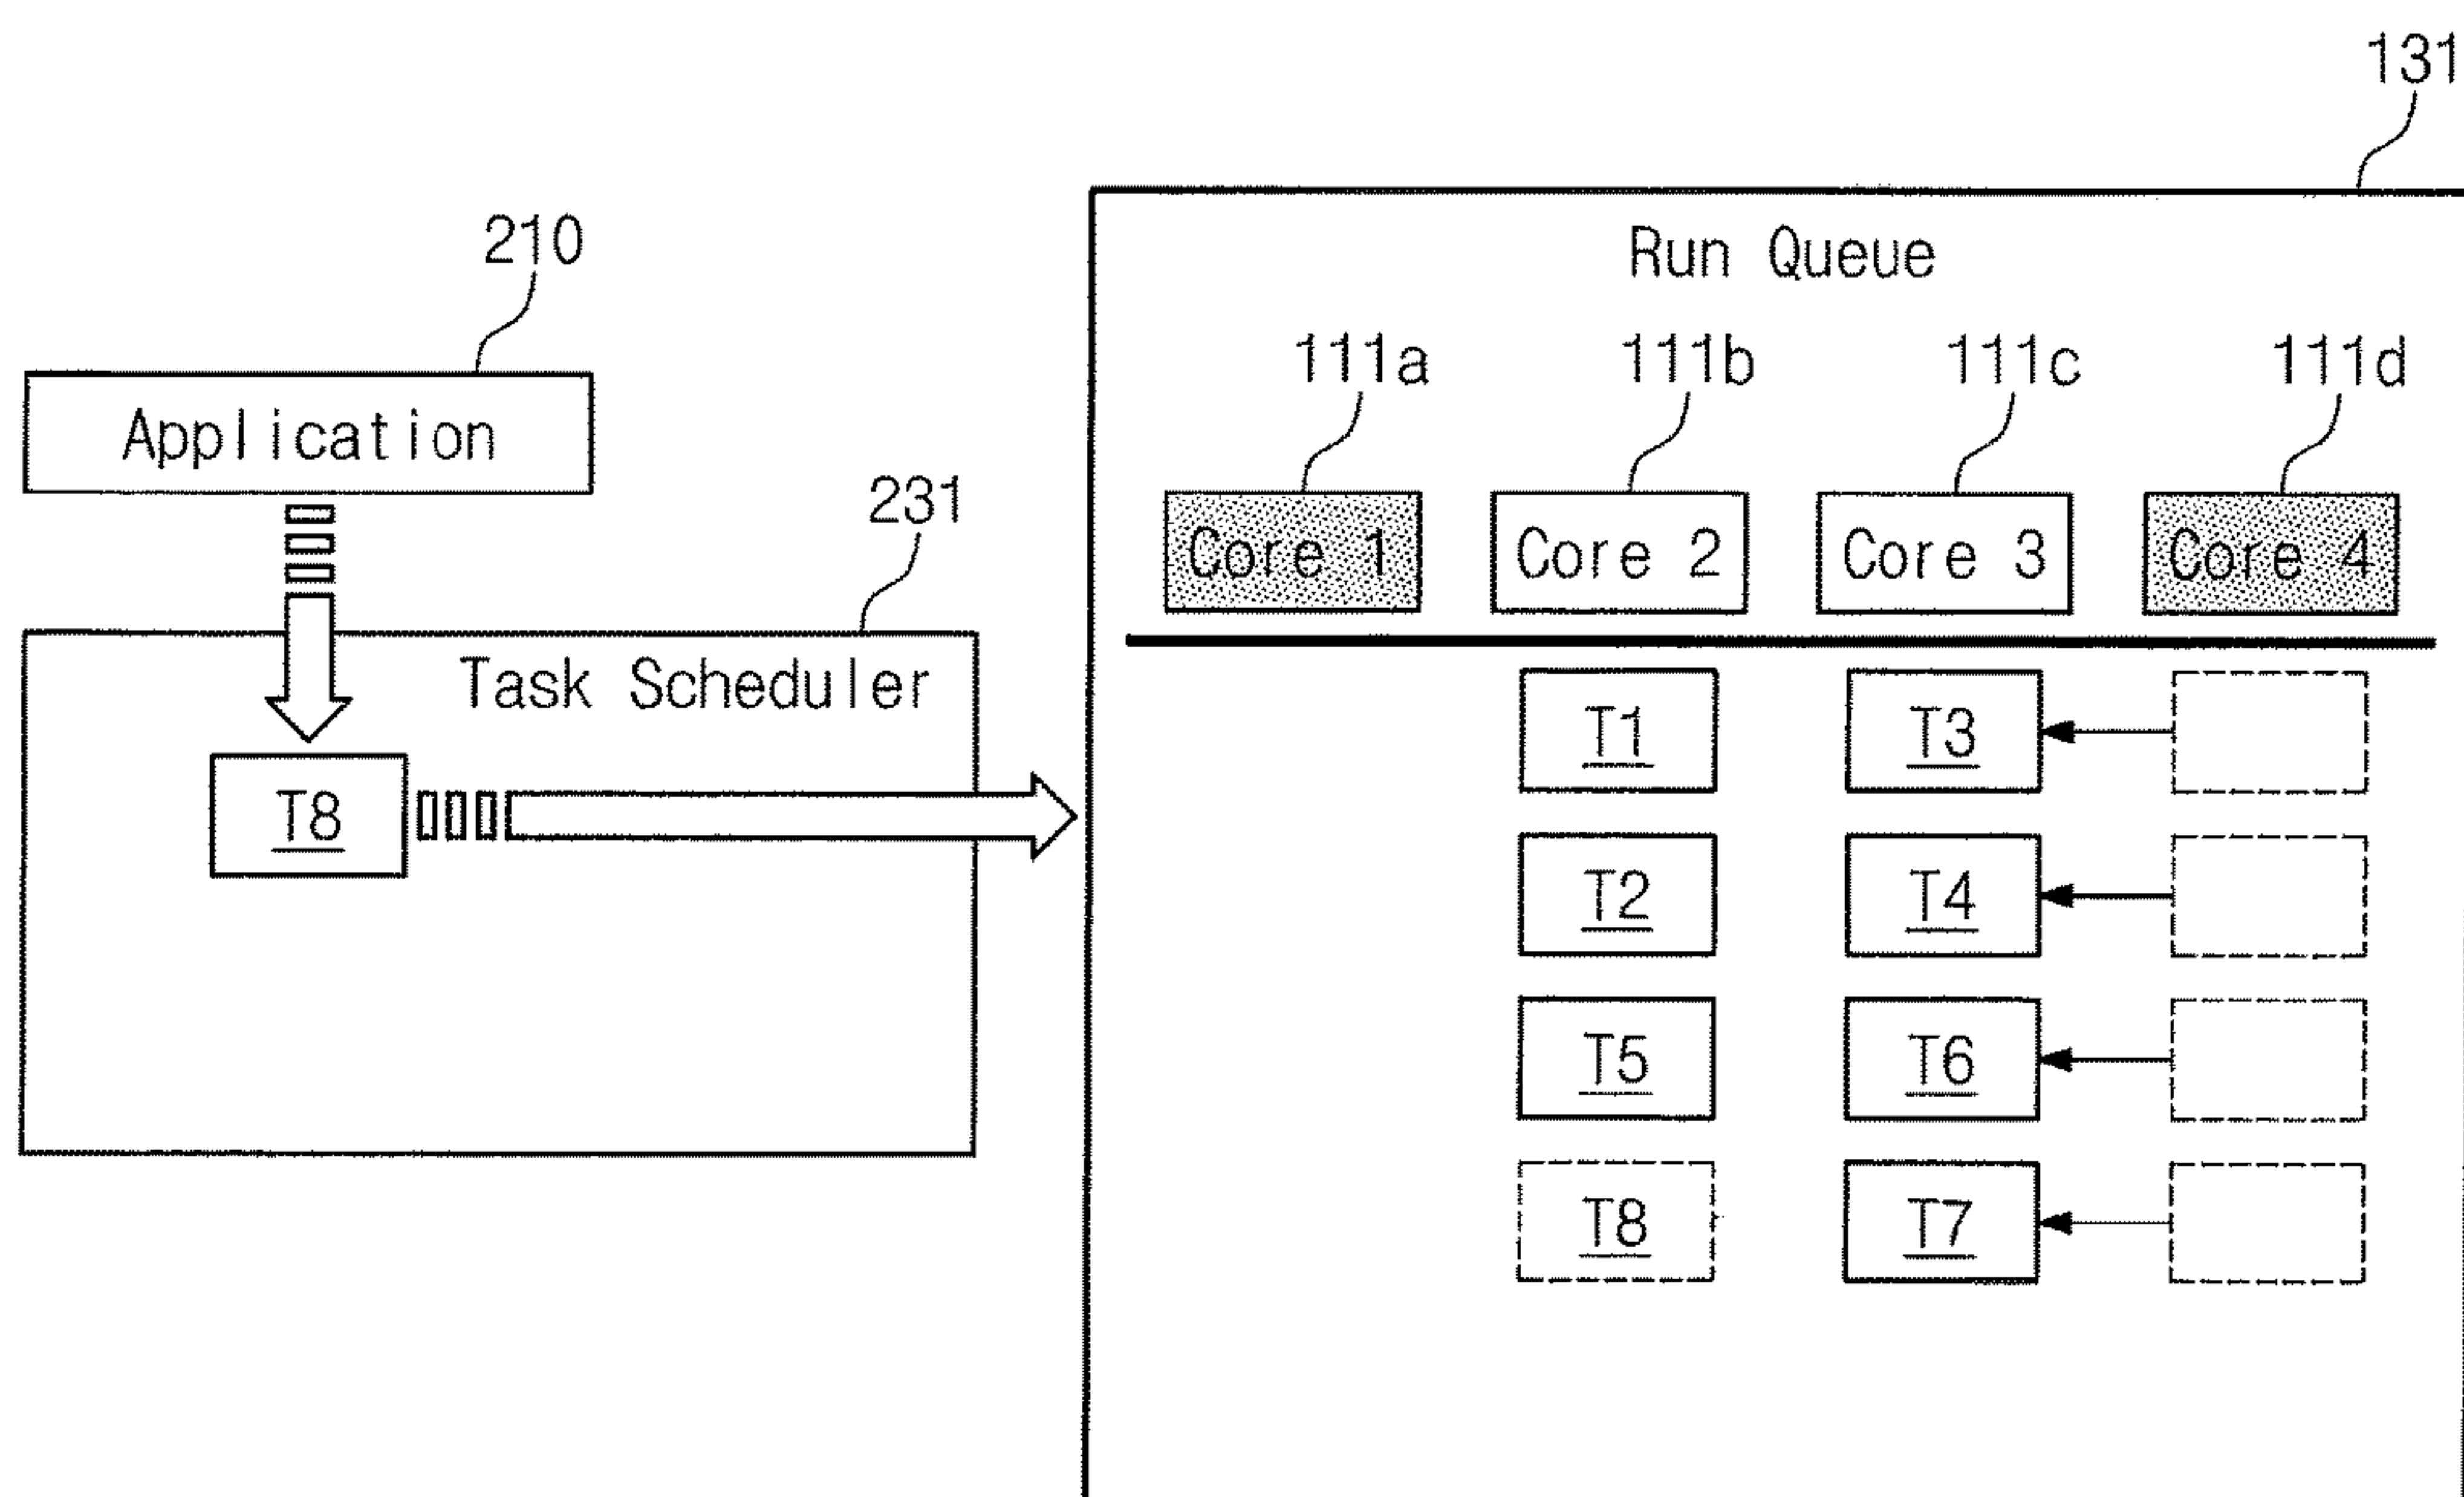 131
210
Run Queue
111a 111b 111c 111d
Application
231
Core 1 Core 2 Core 3 Core 4
Task Scheduler
T1 T3
T8
T2 T4
T5 T6
T8 T7